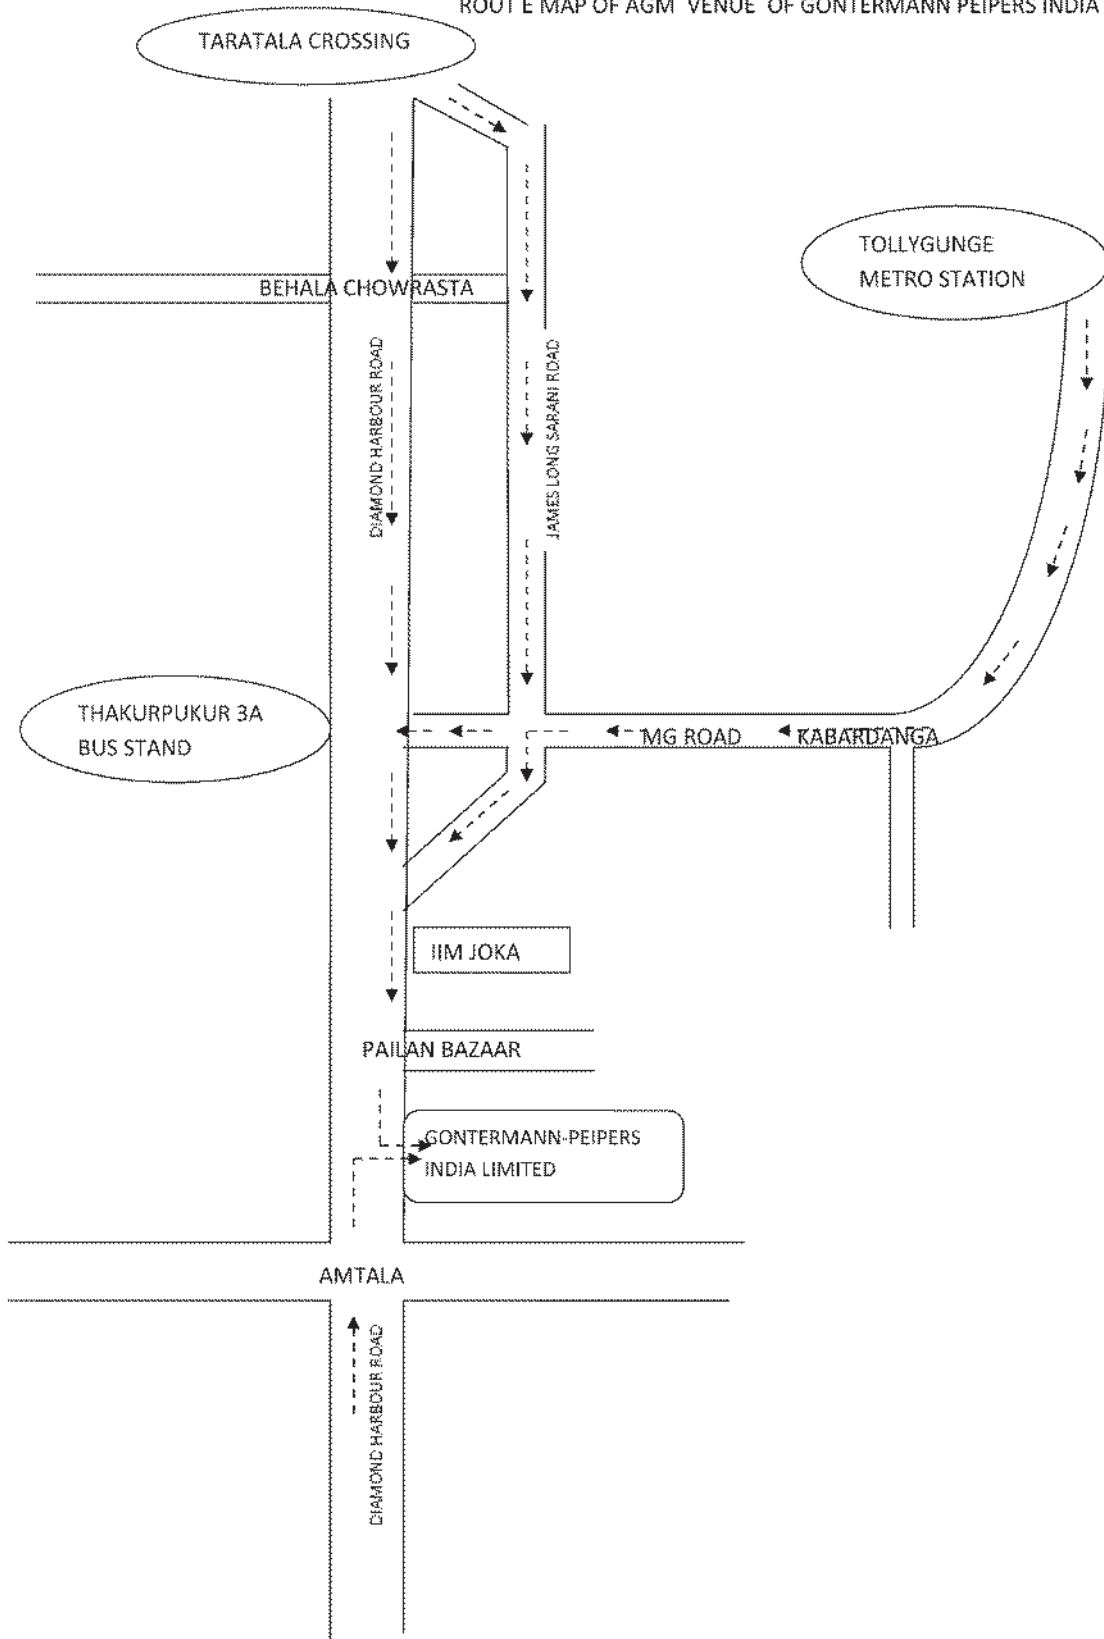 ROUT E MAP OF AGM VENUE OF GONTERMANN PEIPERS INDIA
TARATALA CROSSING
TOLLYGUNGE
METRO STATION
BEHALA CHOWRASTA
DIAMOND HARBOUR ROAD
JAMES LONG SARANI ROAD
THAKURPUKUR 3A
BUS STAND
MG ROAD
KABARDANGA
IIM JOKA
PAILAN BAZAAR
GONTERMANN-PEIPERS
INDIA LIMITED
AMTALA
DIAMOND HARBOUR ROAD